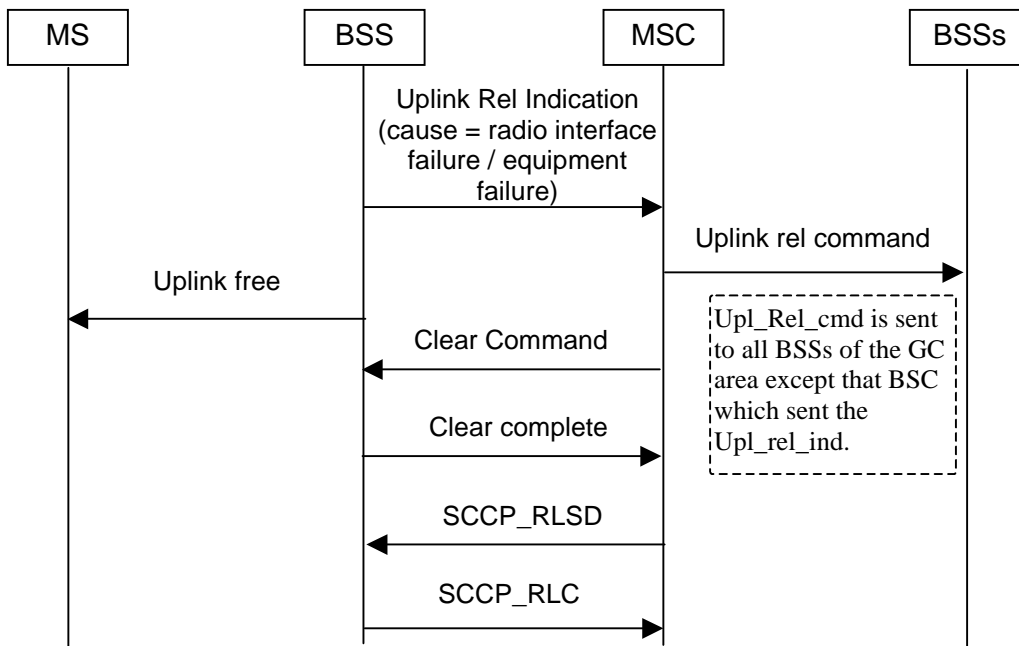 MS
BSS
MSC
BSSs
Uplink Rel Indication
(cause = radio interface
failure / equipment
failure)
Uplink rel command
Uplink free
Upl_Rel_cmd is sent
to all BSSs of the GC
area except that BSC
which sent the
Upl_rel_ind.
Clear Command
Clear complete
SCCP_RLSD
SCCP_RLC